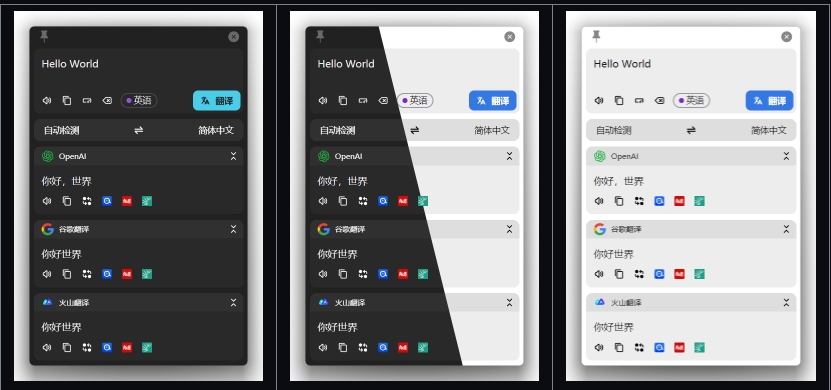 Hello World
英语
翻译
自动检测
简体中文
OpenAI
你好，世界
谷歌翻译
你好世界
火山翻译
你好世界
Hello World
英语
翻译
自动检测
简体中文
OpenAI
你好，世界
谷歌翻译
你好世界
火山翻译
你好世界
Hello World
英语
翻译
自动检测
简体中文
OpenAI
你好，世界
谷歌翻译
你好世界
火山翻译
你好世界